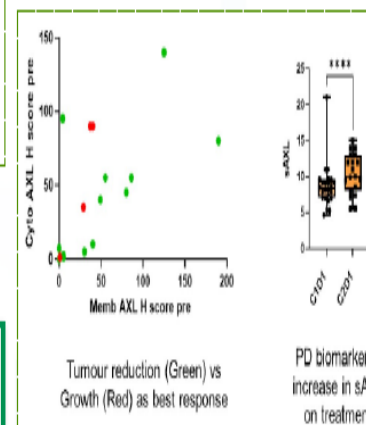 150
100
50
0
0
50
100
150
200
Cyto AXL H score pre
Memb AXL H score pre
Tumour reduction (Green) vs
Growth (Red) as best response
****
25
20
15
10
5
0
sAXL
C1D1
C2D1
PD biomarker
increase in sA
on treatmen